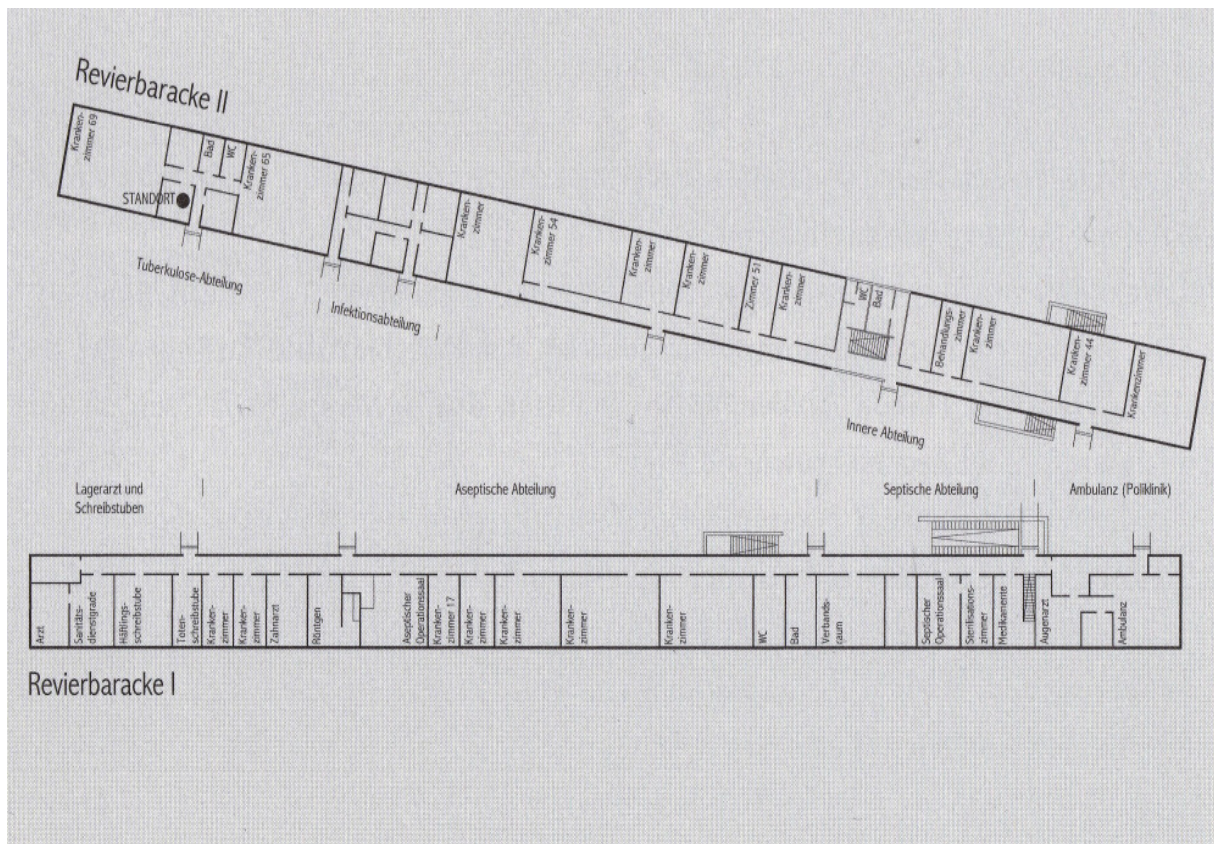 Revierbaracke II
Kranken-
zimmer 69
Bad
WC
Kranken-
zimmer 65
STANDORT
Kranken-
zimmer
Kranken-
zimmer 54
Kranken-
zimmer
Kranken-
zimmer
Zimmer 51
Kranken-
zimmer
WC
Bad
Behandlungs-
zimmer
Kranken-
zimmer
Kranken-
zimmer 44
Krankenzimmer
Tuberkulose-Abteilung
Infektionsabteilung
Innere Abteilung
Lagerarzt und
Schreibstuben
Aseptische Abteilung
Septische Abteilung
Ambulanz (Poliklinik)
Arzt
Sanitäts-
dienstgrade
Häftlings-
schreibstube
Toten-
schreibstube
Kranken-
zimmer
Kranken-
zimmer
Zahnarzt
Röntgen
Aseptischer
Operationssaal
Kranken-
zimmer 17
Kranken-
zimmer
Kranken-
zimmer
Kranken-
zimmer
Kranken-
zimmer
WC
Bad
Verbands-
raum
Septischer
Operationssaal
Sterilisations-
zimmer
Medikamente
Augenarzt
Ambulanz
Revierbaracke I